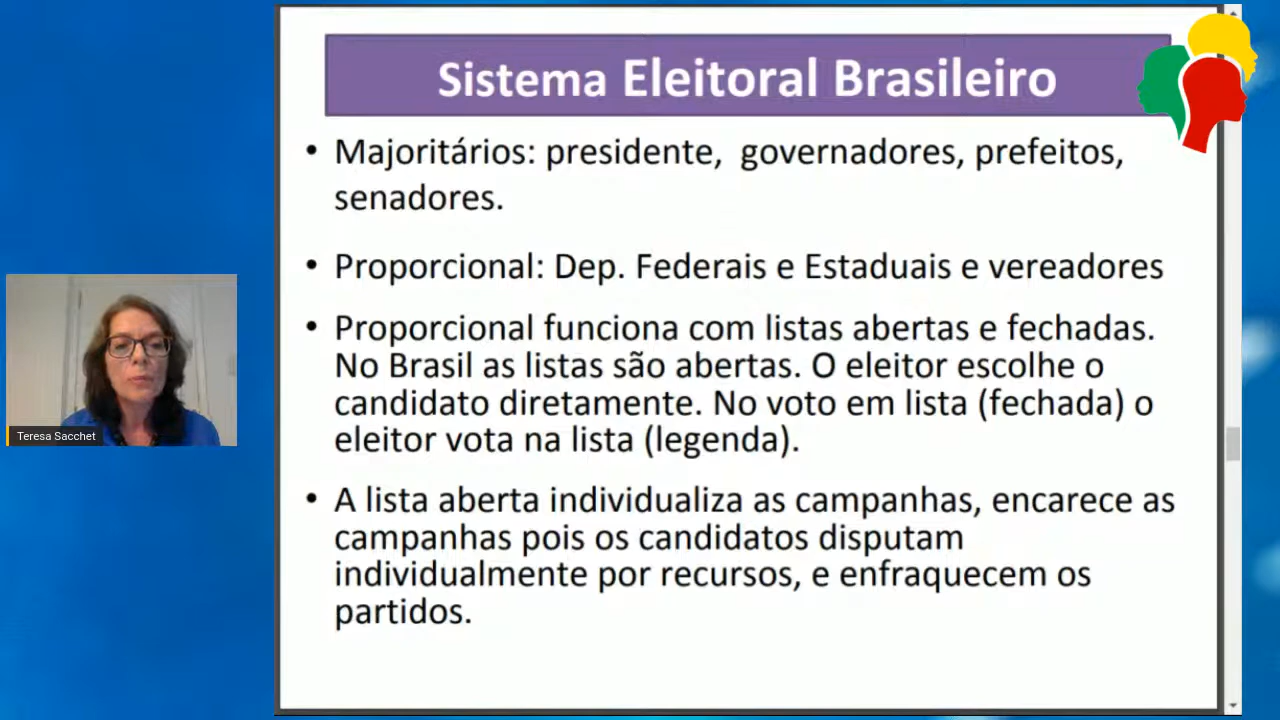 Sistema Eleitoral Brasileiro
• Majoritários: presidente, governadores, prefeitos,
senadores.
• Proporcional: Dep. Federais e Estaduais e vereadores
• Proporcional funciona com listas abertas e fechadas.
No Brasil as listas são abertas. O eleitor escolhe o
candidato diretamente. No voto em lista (fechada) o
eleitor vota na lista (legenda).
• A lista aberta individualiza as campanhas, encarece as
campanhas pois os candidatos disputam
individualmente por recursos, e enfraquecem os
partidos.
Teresa Sacchet